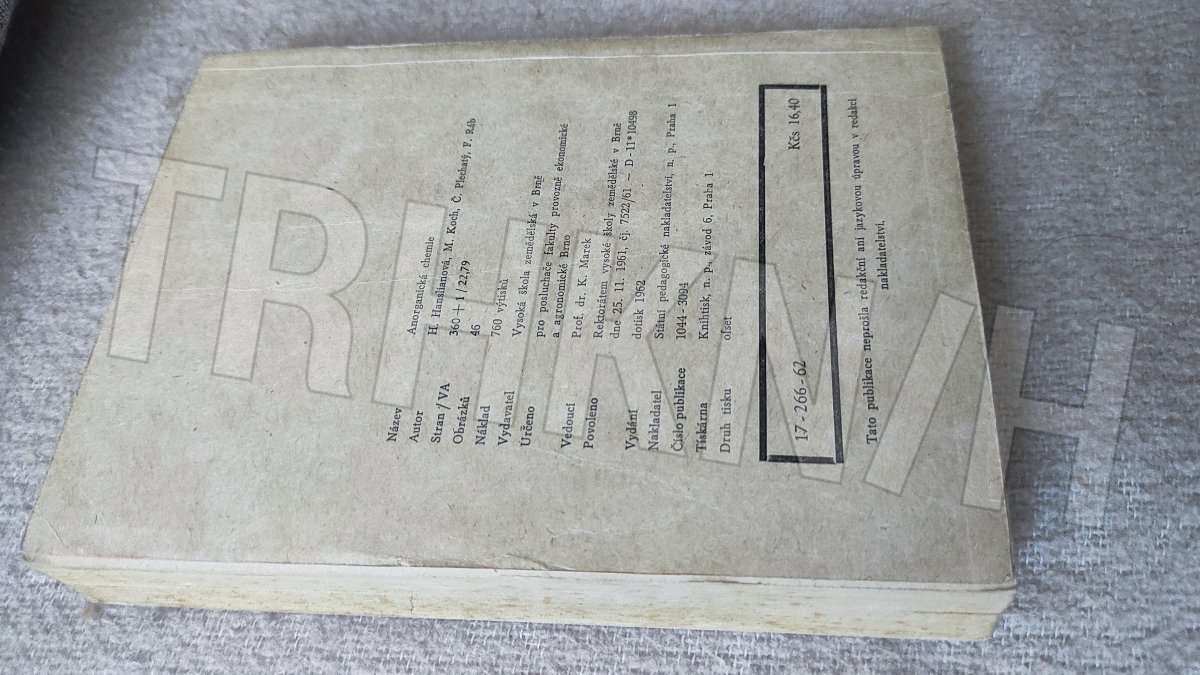 Název Anorganická chemie
Autor H. Hanslianová, M. Koch, Č. Plechatý, F. Ráb
Stran / VA 360 + 1 / 22,79
Obrázků 46
Náklad 760 výtisků
Vydavatel Vysoká škola zemědělská v Brně
Určeno pro posluchače fakulty provozně ekonomické
a agronomické Brno
Vedoucí Prof. dr. K. Marek
Povoleno Rektorátem vysoké školy zemědělské v Brně
dne 25. 11. 1961, čj. 7522/61 — D-11*10498
Vydání dotisk 1962
Nakladatel Státní pedagogické nakladatelství, n. p., Praha 1
Číslo publikace 1044 - 3094
Tiskárna Knihtisk, n. p., závod 6, Praha 1
Druh tisku ofset
17 - 266 - 62 Kčs 16,40
Tato publikace neprošla redakční ani jazykovou úpravou v redakci
nakladatelství.